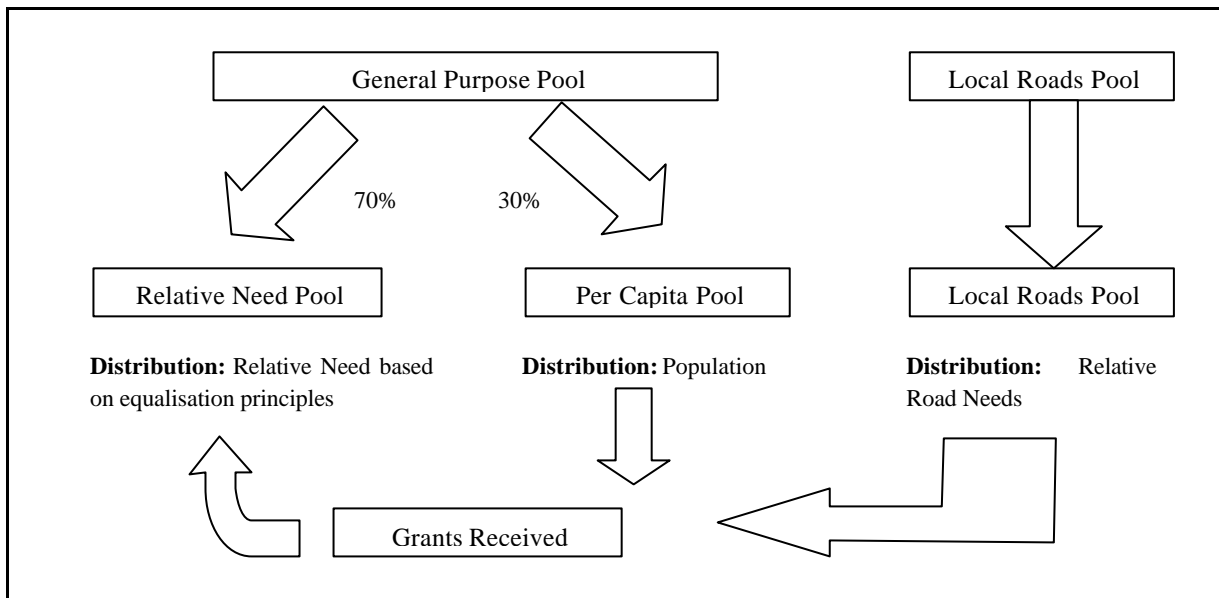 General Purpose Pool
Local Roads Pool
70%
30%
Relative Need Pool
Per Capita Pool
Local Roads Pool
Distribution: Relative Need based
on equalisation principles
Distribution: Population
Distribution: Relative
Road Needs
Grants Received